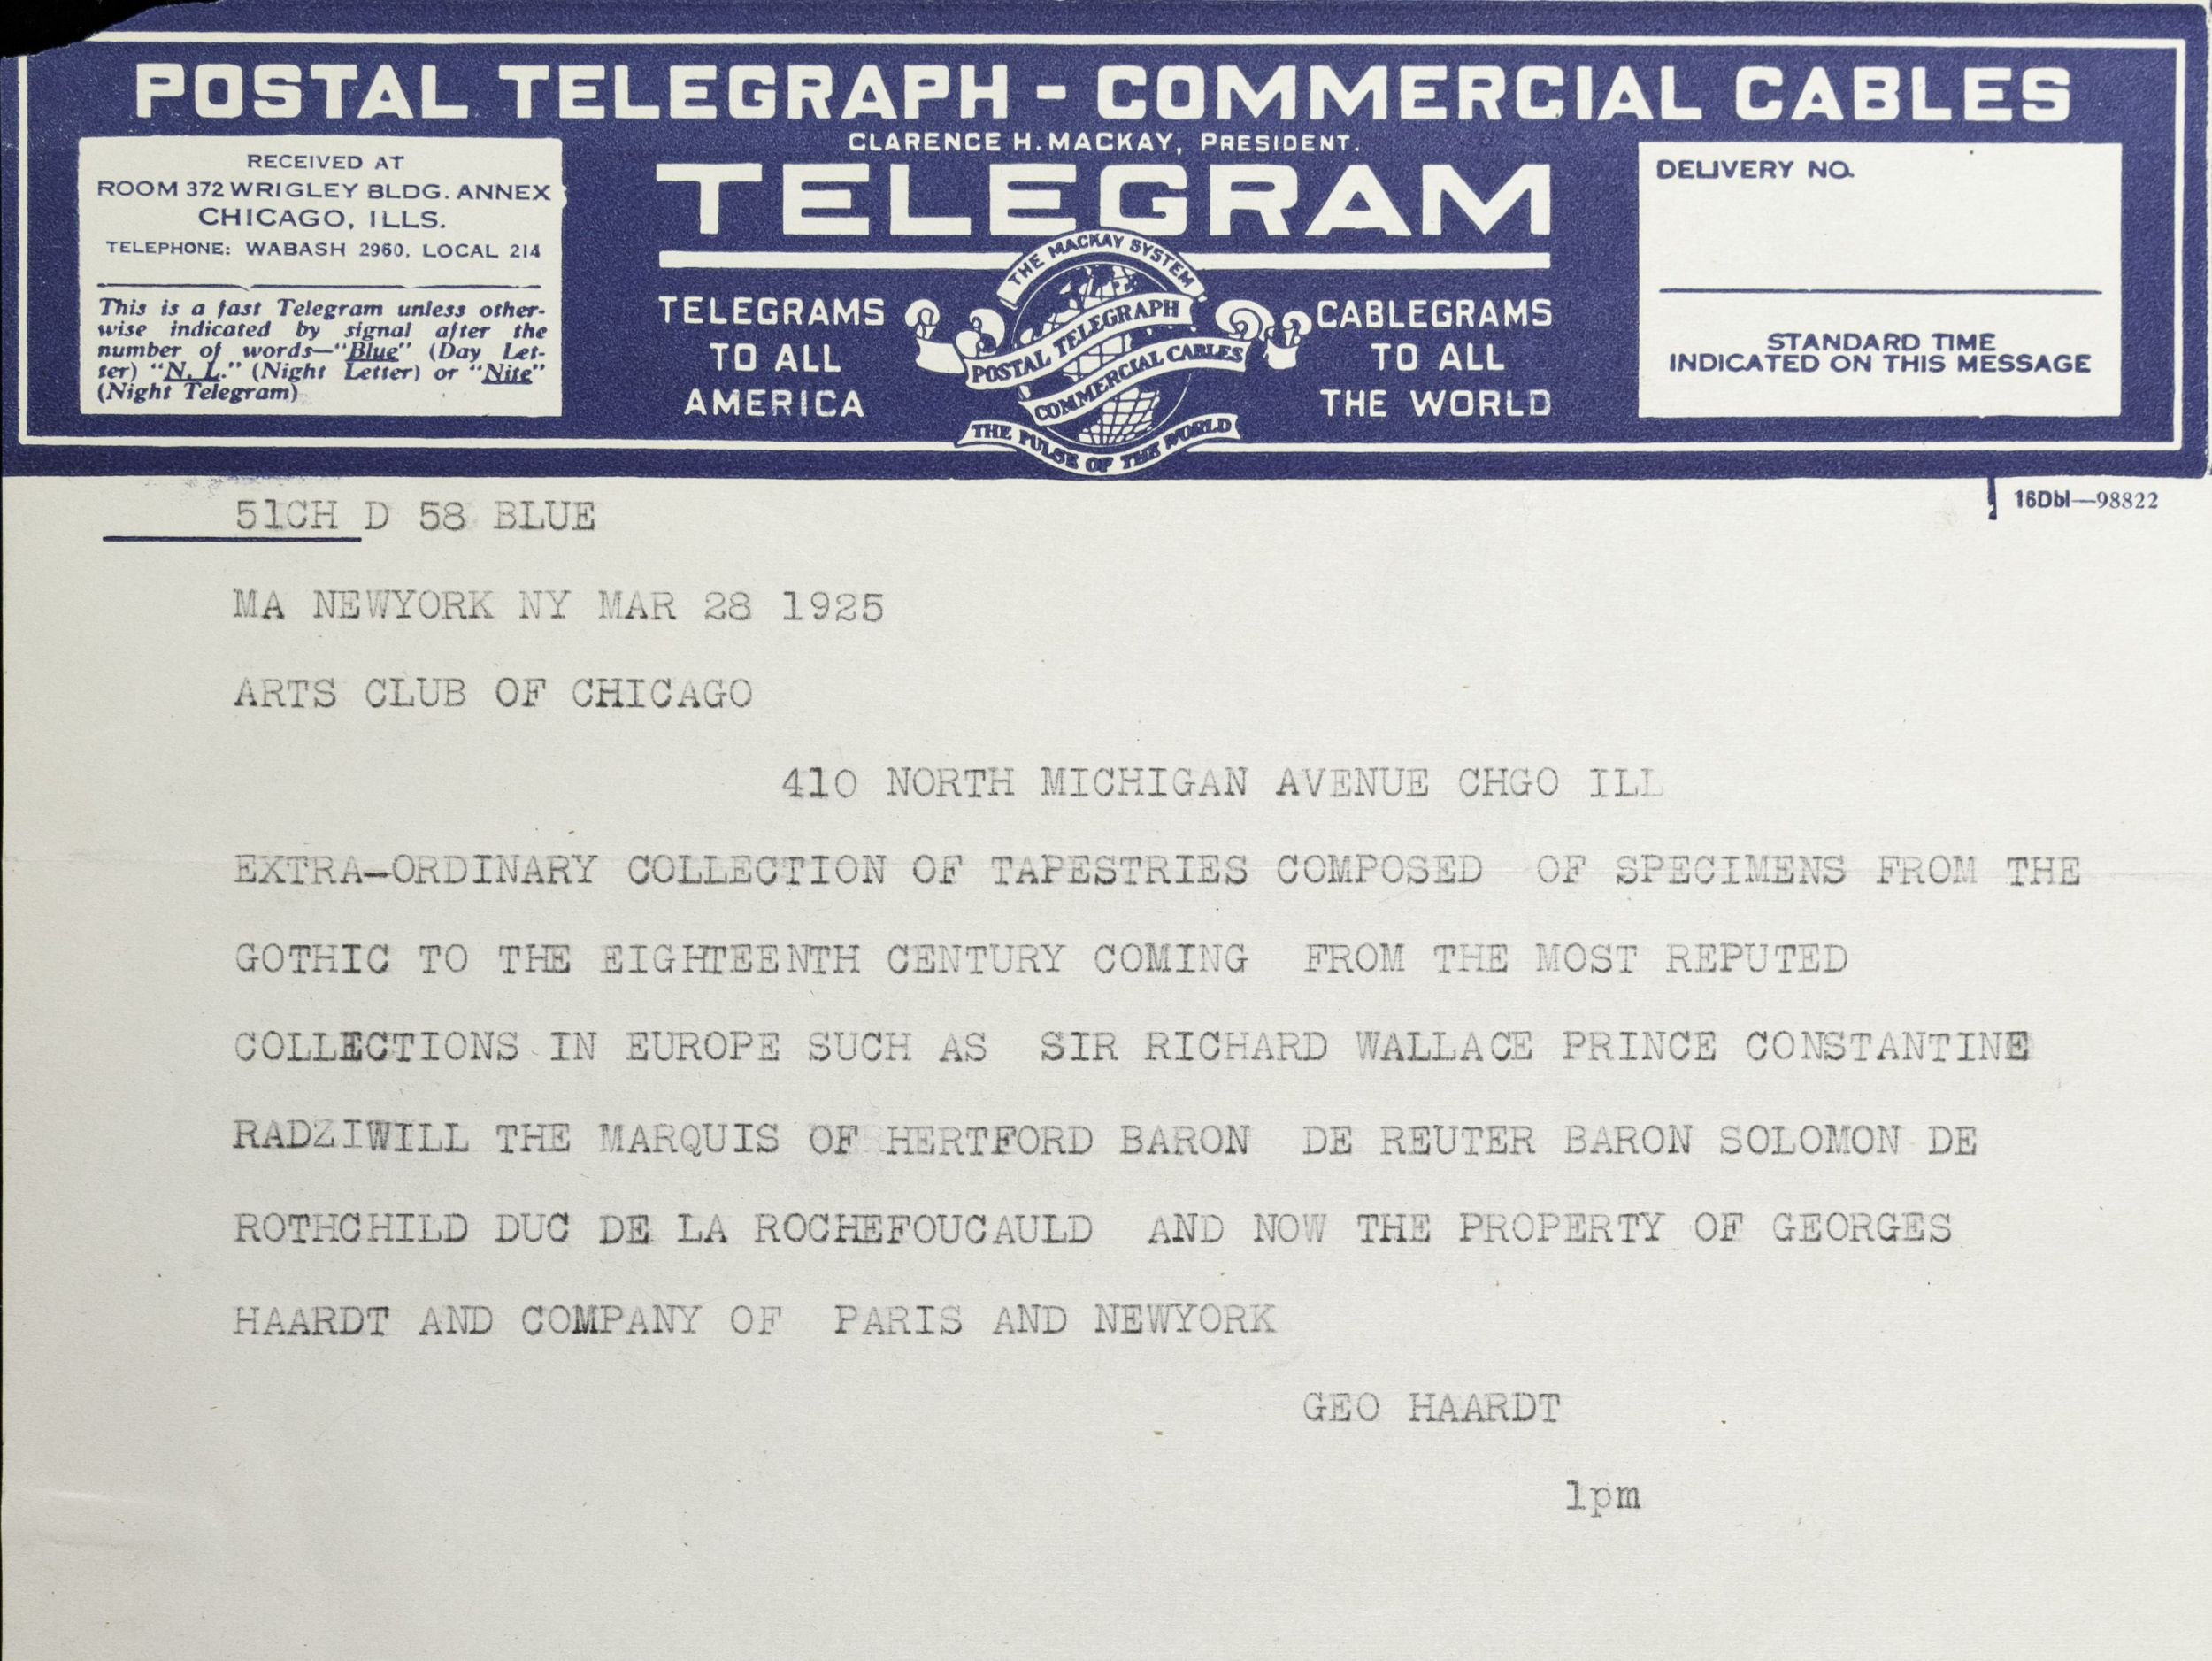 POSTAL TELEGRAPH - COMMERCIAL CABLES
CLARENCE H. MACKAY, PRESIDENT.
RECEIVED AT
ROOM 372 WRIGLEY BLDG. ANNEX
CHICAGO, ILLS.
TELEPHONE: WABASH 2960, LOCAL 214
This is a fast Telegram unless other-
wise indicated by signal after the
number of words—"Blue" (Day Let-
ter) "N. L." (Night Letter) or "Nite"
(Night Telegram)
TELEGRAM
TELEGRAMS
TO ALL
AMERICA
THE MACKAY SYSTEM
POSTAL TELEGRAPH
COMMERCIAL CABLES
THE PULSE OF THE WORLD
CABLEGRAMS
TO ALL
THE WORLD
DELIVERY NO.
STANDARD TIME
INDICATED ON THIS MESSAGE
16Dbl—98822
51CH D 58 BLUE
MA NEWYORK NY MAR 28 1925
ARTS CLUB OF CHICAGO
410 NORTH MICHIGAN AVENUE CHGO ILL
EXTRA-ORDINARY COLLECTION OF TAPESTRIES COMPOSED OF SPECIMENS FROM THE
GOTHIC TO THE EIGHTEENTH CENTURY COMING FROM THE MOST REPUTED
COLLECTIONS IN EUROPE SUCH AS SIR RICHARD WALLACE PRINCE CONSTANTINE
RADZIWILL THE MARQUIS OF HERTFORD BARON DE REUTER BARON SOLOMON DE
ROTHCHILD DUC DE LA ROCHEFOUCAULD AND NOW THE PROPERTY OF GEORGES
HAARDT AND COMPANY OF PARIS AND NEWYORK
GEO HAARDT
1pm